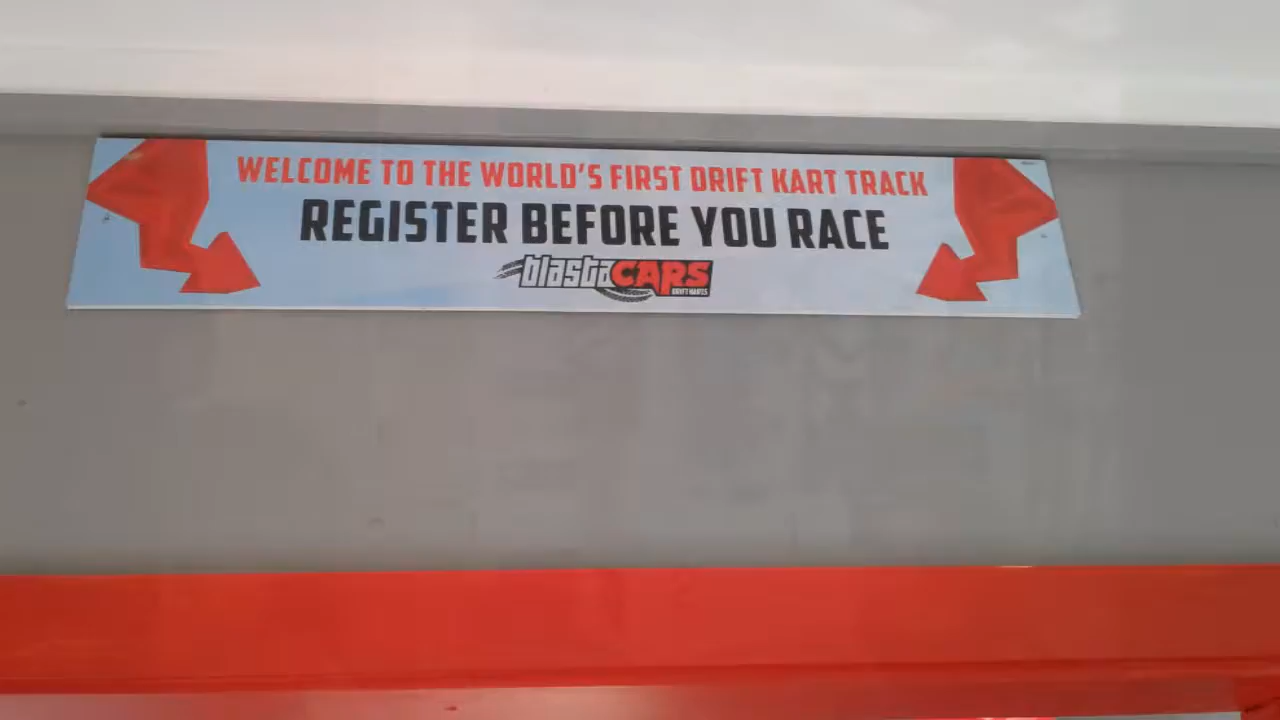 WELCOME TO THE WORLD'S FIRST DRIFT KART TRACK
REGISTER BEFORE YOU RACE
blastaCARS
DRIFT KARTS